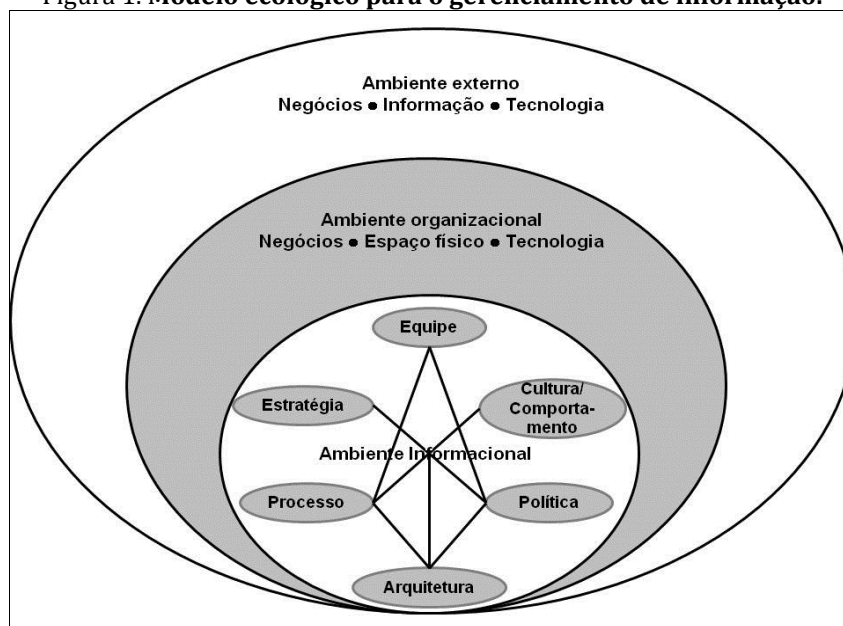 Figura 1. Modelo ecológico para o gerenciamento de informação.
Ambiente externo
Negócios ● Informação ● Tecnologia
Ambiente organizacional
Negócios ● Espaço físico ● Tecnologia
Equipe
Estratégia
Cultura/
Comporta-
mento
Ambiente Informacional
Processo
Política
Arquitetura